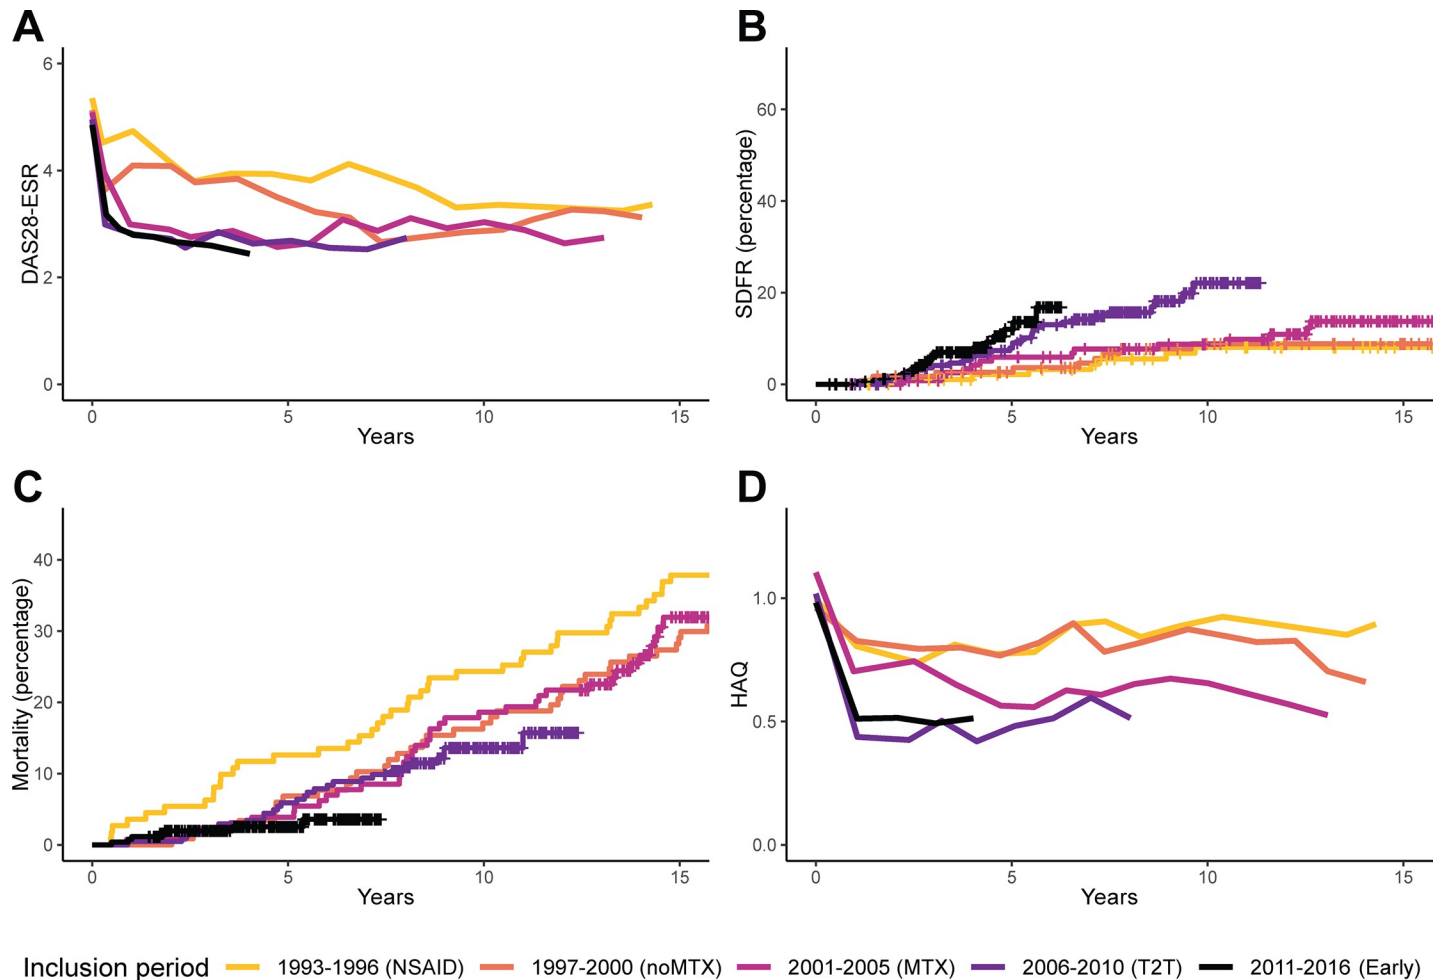 A
DAS28-ESR
6
4
2
0
0 5 10 15
Years
B
SDFR (percentage)
60
40
20
0
0 5 10 15
Years
C
Mortality (percentage)
40
30
20
10
0
0 5 10 15
Years
D
HAQ
1.0
0.5
0.0
0 5 10 15
Years
Inclusion period 1993-1996 (NSAID) 1997-2000 (noMTX) 2001-2005 (MTX) 2006-2010 (T2T) 2011-2016 (Early)